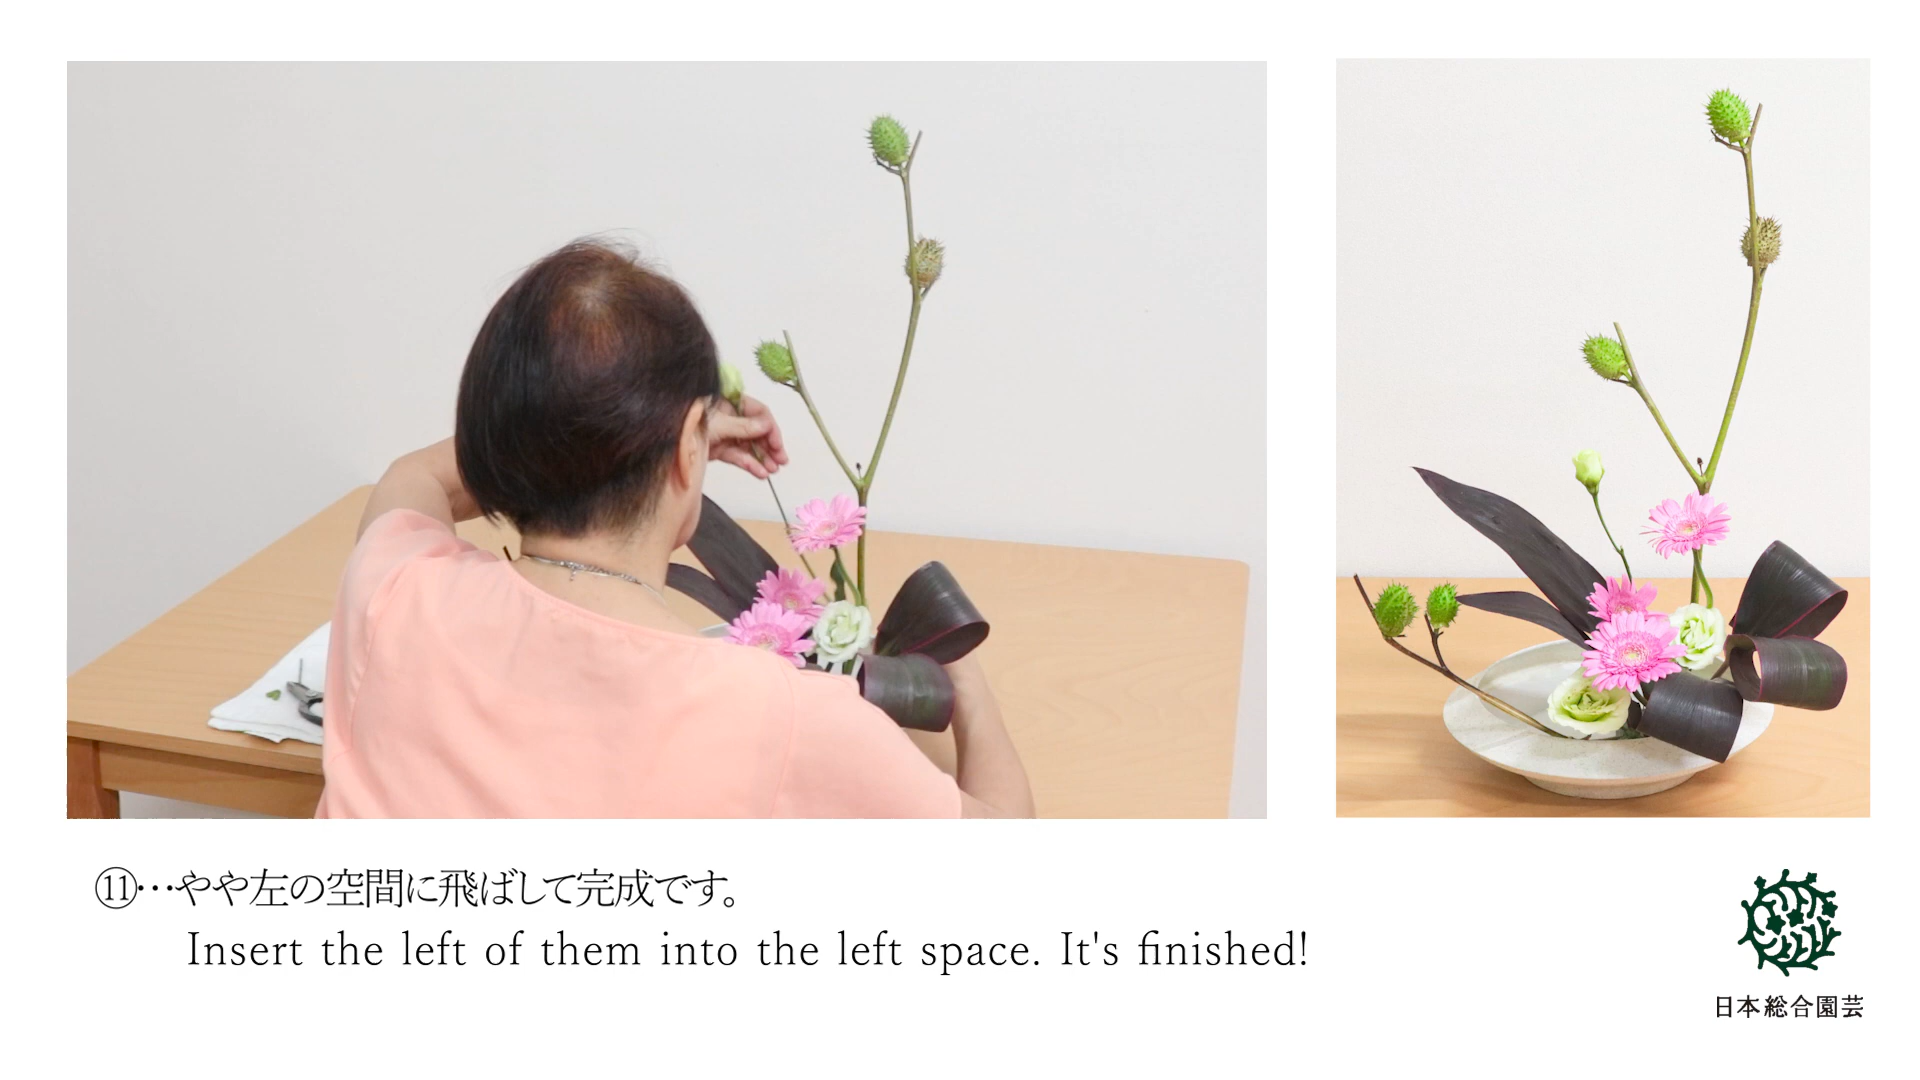 ⑪…やや左の空間に飛ばして完成です。
Insert the left of them into the left space. It's finished!
日本総合園芸